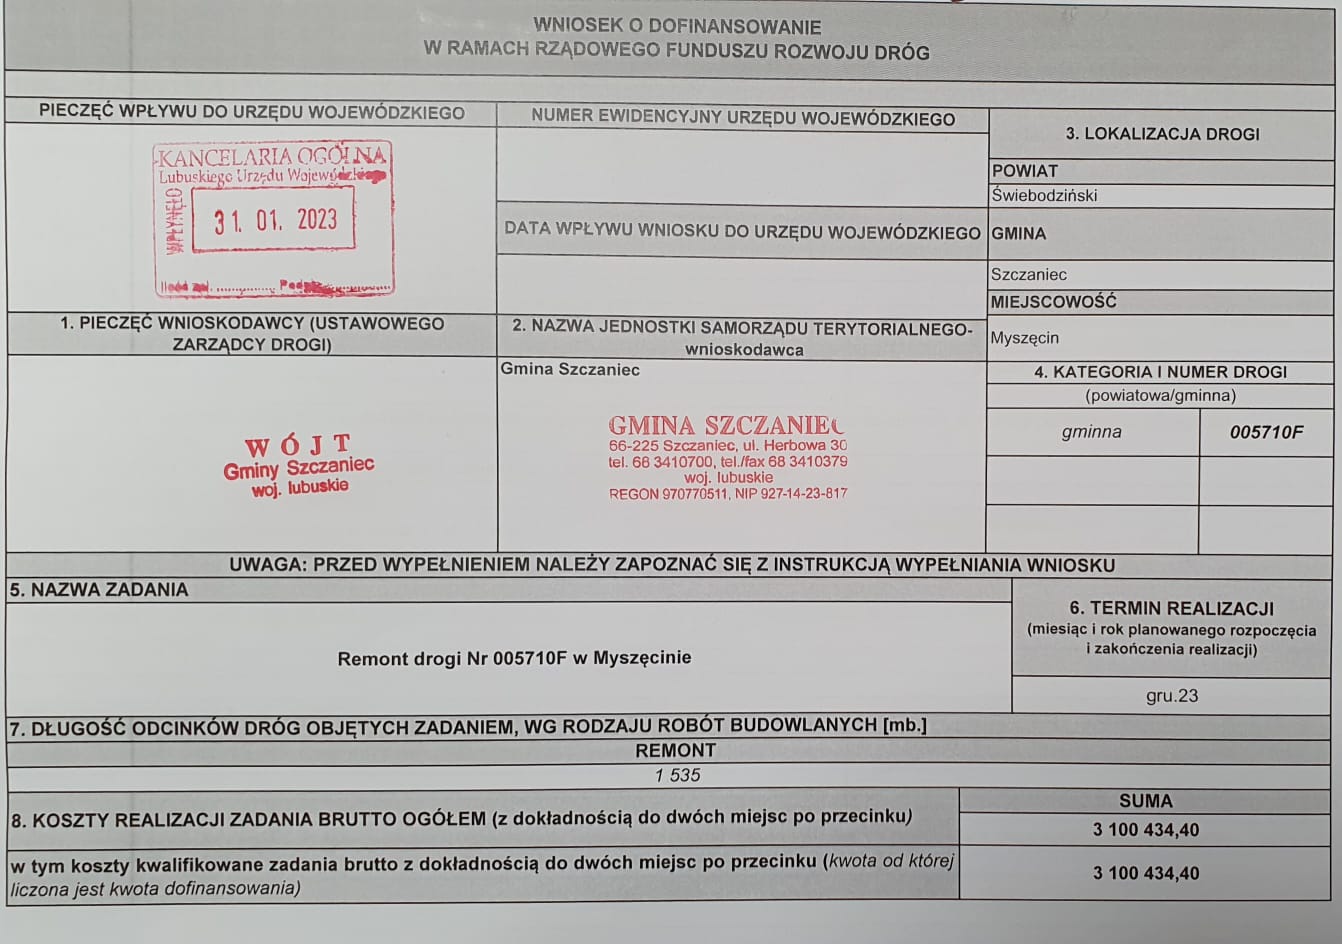 WNIOSEK O DOFINANSOWANIE
W RAMACH RZĄDOWEGO FUNDUSZU ROZWOJU DRÓG
PIECZĘĆ WPŁYWU DO URZĘDU WOJEWÓDZKIEGO
KANCELARIA OGÓLNA
Lubuskiego Urzędu Wojewódzkiego
WPŁYNĘŁO
31. 01. 2023
Ilość zał. ............... Podpis
NUMER EWIDENCYJNY URZĘDU WOJEWÓDZKIEGO
DATA WPŁYWU WNIOSKU DO URZĘDU WOJEWÓDZKIEGO
3. LOKALIZACJA DROGI
POWIAT
Świebodziński
GMINA
Szczaniec
MIEJSCOWOŚĆ
Myszęcin
1. PIECZĘĆ WNIOSKODAWCY (USTAWOWEGO
ZARZĄDCY DROGI)
WÓJT
Gminy Szczaniec
woj. lubuskie
2. NAZWA JEDNOSTKI SAMORZĄDU TERYTORIALNEGO-
wnioskodawca
Gmina Szczaniec
GMINA SZCZANIEC
66-225 Szczaniec, ul. Herbowa 30
tel. 68 3410700, tel./fax 68 3410379
woj. lubuskie
REGON 970770511, NIP 927-14-23-817
4. KATEGORIA I NUMER DROGI
(powiatowa/gminna)
gminna 005710F
UWAGA: PRZED WYPEŁNIENIEM NALEŻY ZAPOZNAĆ SIĘ Z INSTRUKCJĄ WYPEŁNIANIA WNIOSKU
5. NAZWA ZADANIA
Remont drogi Nr 005710F w Myszęcinie
6. TERMIN REALIZACJI
(miesiąc i rok planowanego rozpoczęcia
i zakończenia realizacji)
gru.23
7. DŁUGOŚĆ ODCINKÓW DRÓG OBJĘTYCH ZADANIEM, WG RODZAJU ROBÓT BUDOWLANYCH [mb.]
REMONT
1 535
8. KOSZTY REALIZACJI ZADANIA BRUTTO OGÓŁEM (z dokładnością do dwóch miejsc po przecinku)
SUMA
3 100 434,40
w tym koszty kwalifikowane zadania brutto z dokładnością do dwóch miejsc po przecinku (kwota od której
liczona jest kwota dofinansowania)
3 100 434,40